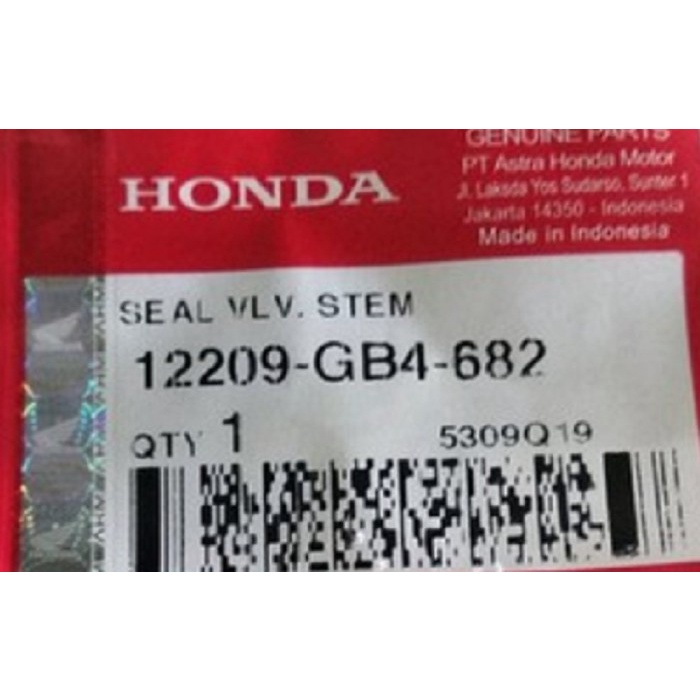 GENUINE PARTS
HONDA
PT Astra Honda Motor
Jl. Laksda Yos Sudarso, Sunter 1
Jakarta 14350 - Indonesia
Made in Indonesia
SEAL VLV. STEM
12209-GB4-682
QTY 1
5309Q19